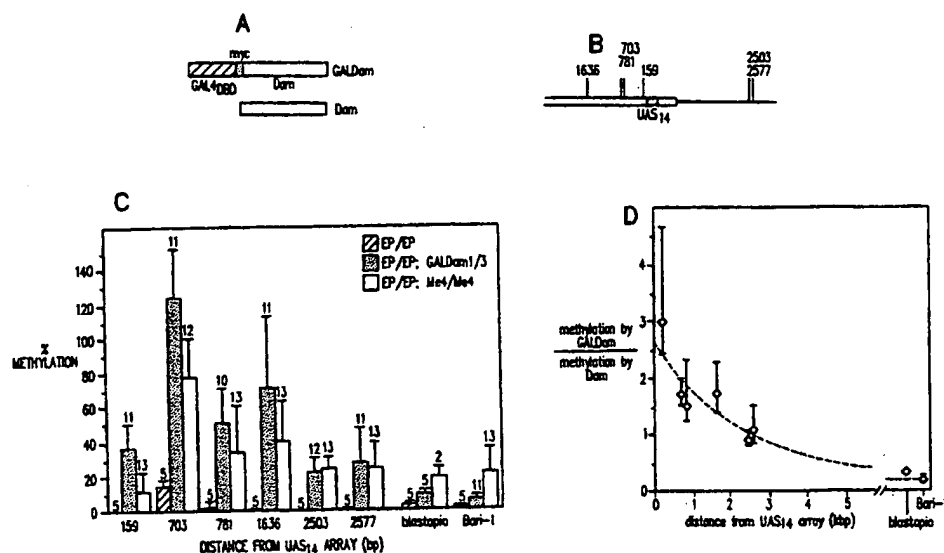 A
myc
GALDam
GAL4DBD
Dam
Dam
B
703
781
1636
159
2503
2577
UAS14
C
EP/EP
EP/EP; GALDam1/3
EP/EP; Me4/Me4
%
METHYLATION
140
120
100
80
60
40
20
0
5
11
13
5
11
12
5
10
13
5
11
13
5
12
13
5
11
13
5
5
2
5
11
13
159
703
781
1636
2503
2577
blastopia
Bari-1
DISTANCE FROM UAS14 ARRAY (bp)
D
methylation by
GALDam
methylation by
Dam
5
4
3
2
1
0
0
1
2
3
4
5
distance from UAS14 array (kbp)
Bari-1
blastopia